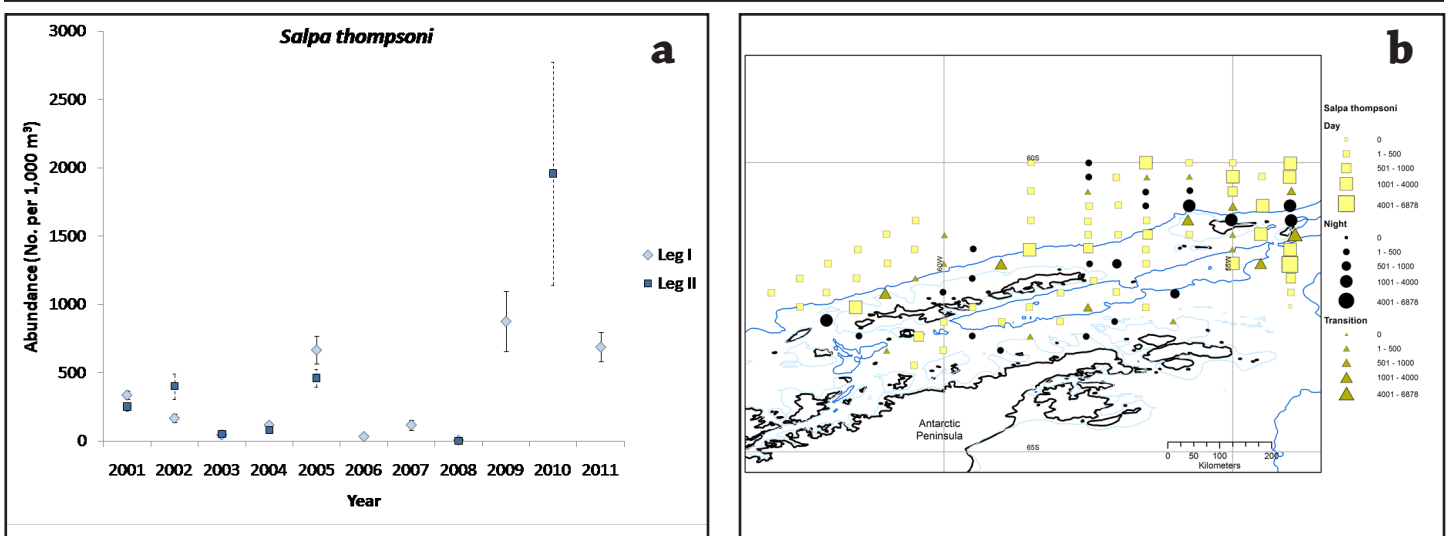 a
Salpa thompsoni
3000
2500
2000
1500
1000
500
0
Abundance (No. per 1,000 m³)
2001 2002 2003 2004 2005 2006 2007 2008 2009 2010 2011
Year
Leg I
Leg II
b
60S
60W
55W
65S
Antarctic
Peninsula
0 50 100 200
Kilometers
Salpa thompsoni
Day
0
1 - 500
501 - 1000
1001 - 4000
4001 - 6878
Night
0
1 - 500
501 - 1000
1001 - 4000
4001 - 6878
Transition
0
1 - 500
501 - 1000
1001 - 4000
4001 - 6878